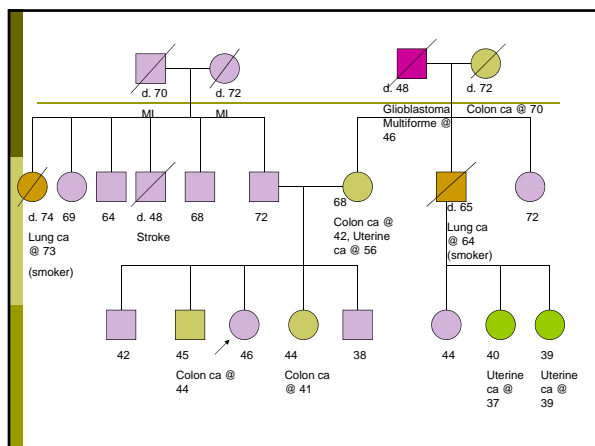 d. 70
d. 72
d. 48
d. 72
MI
MI
Glioblastoma
Multiforme @
46
Colon ca @ 70
d. 74
69
64
d. 48
68
72
68
d. 65
72
Lung ca
@ 73
(smoker)
Stroke
Colon ca @
42, Uterine
ca @ 56
Lung ca
@ 64
(smoker)
42
45
46
44
38
44
40
39
Colon ca @
44
Colon ca
@ 41
Uterine
ca @
37
Uterine
ca @
39